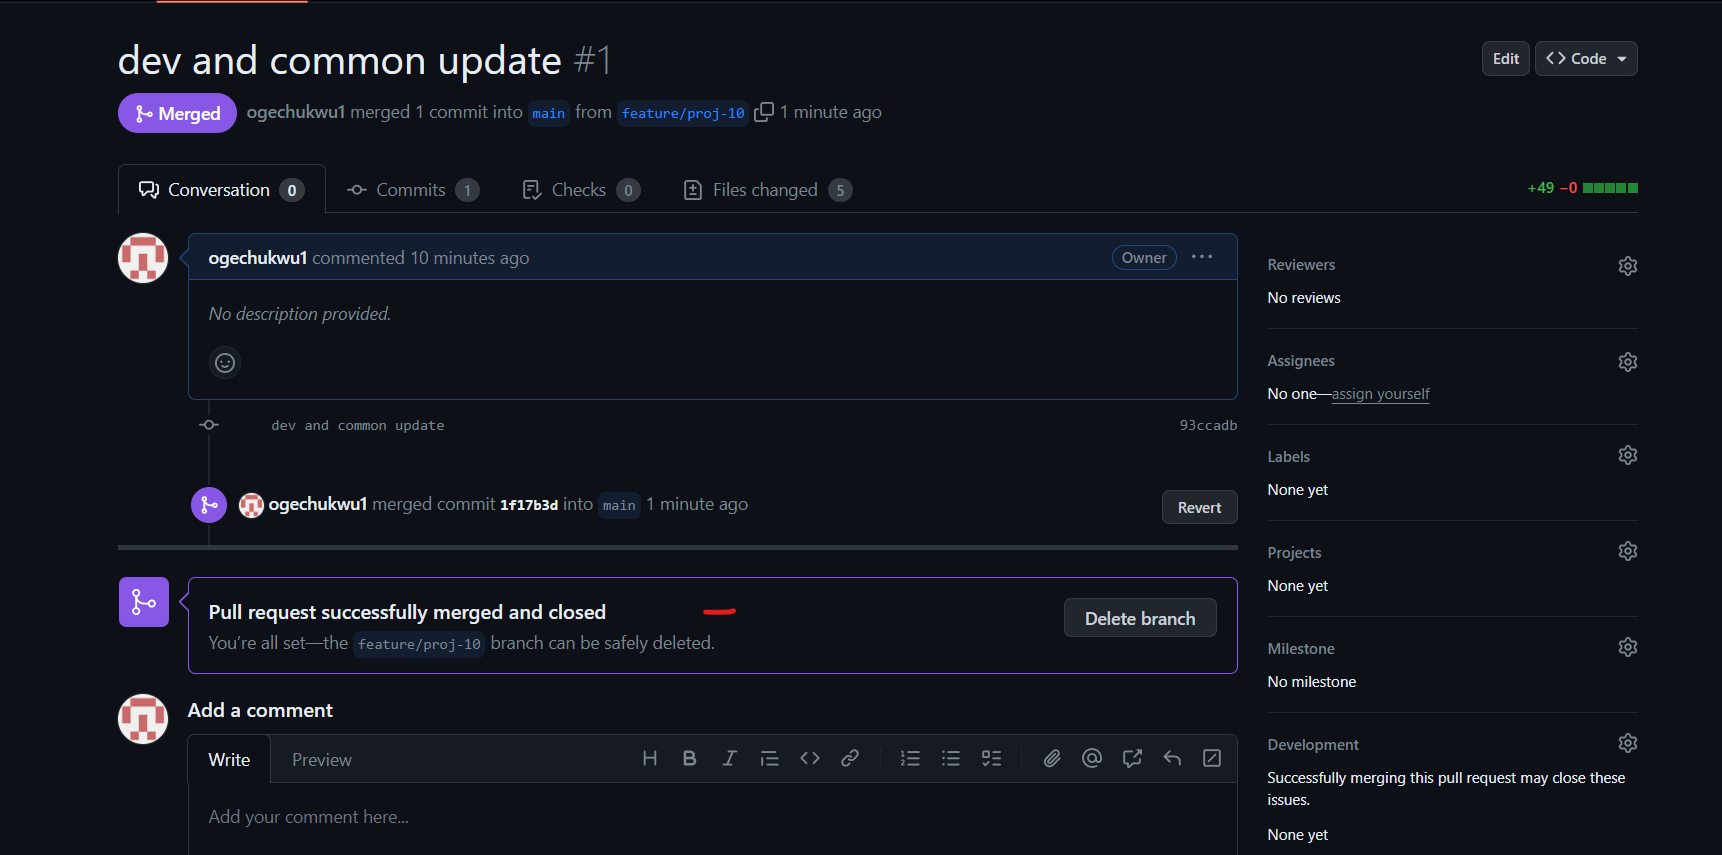 dev and common update #1
Edit
Code
Merged
ogechukwu1 merged 1 commit into main from feature/proj-10 1 minute ago
Conversation 0
Commits 1
Checks 0
Files changed 5
+49 −0
ogechukwu1 commented 10 minutes ago
Owner
No description provided.
dev and common update
93ccadb
ogechukwu1 merged commit 1f17b3d into main 1 minute ago
Revert
Pull request successfully merged and closed
You're all set—the feature/proj-10 branch can be safely deleted.
Delete branch
Add a comment
Write
Preview
Add your comment here...
Reviewers
No reviews
Assignees
No one—assign yourself
Labels
None yet
Projects
None yet
Milestone
No milestone
Development
Successfully merging this pull request may close these
issues.
None yet